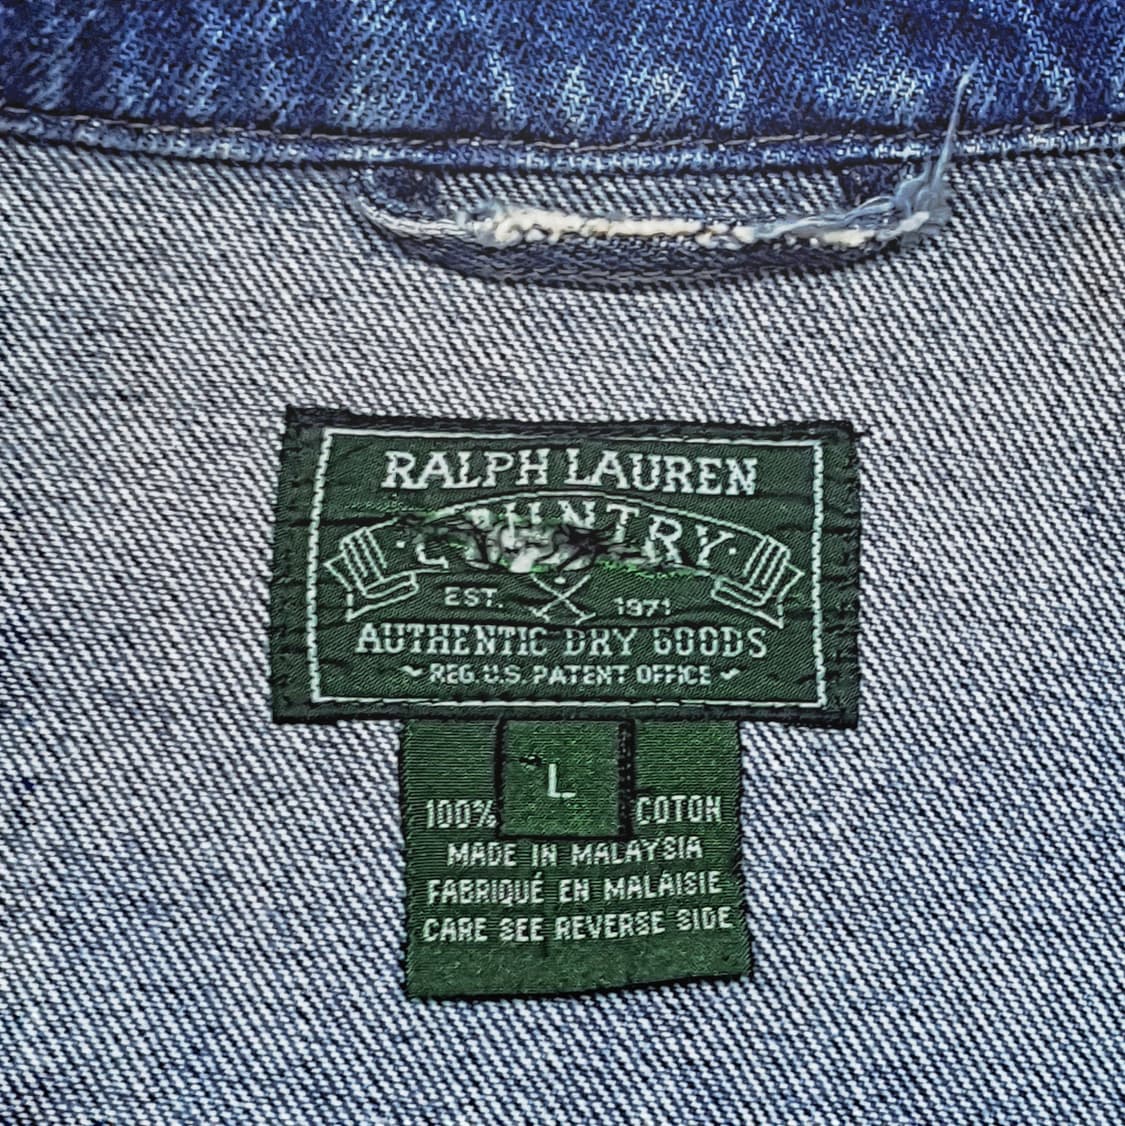 RALPH LAUREN
COUNTRY
EST. 1971
AUTHENTIC DRY GOODS
REG. U.S. PATENT OFFICE
L
100% COTON
MADE IN MALAYSIA
FABRIQUÉ EN MALAISIE
CARE SEE REVERSE SIDE